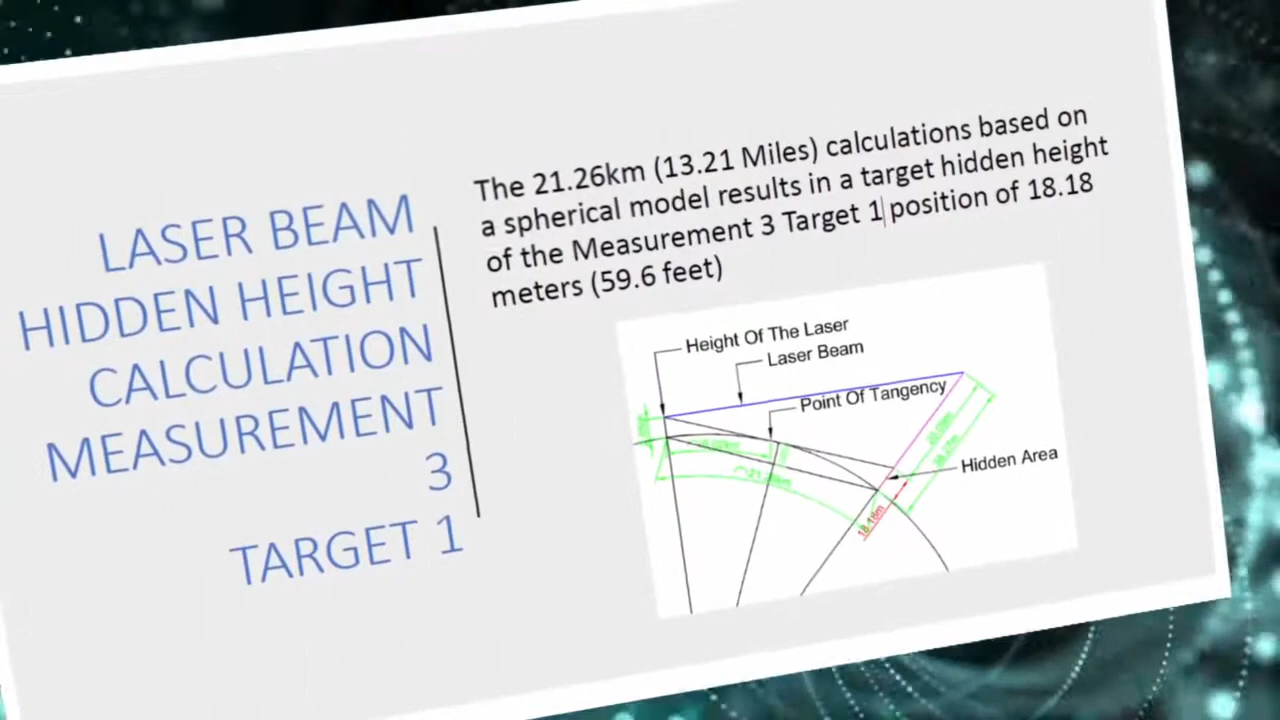 LASER BEAM
HIDDEN HEIGHT
CALCULATION
MEASUREMENT
3
TARGET 1
The 21.26km (13.21 Miles) calculations based on
a spherical model results in a target hidden height
of the Measurement 3 Target 1 position of 18.18
meters (59.6 feet)
Height Of The Laser
Laser Beam
Point Of Tangency
Hidden Area
18.18m